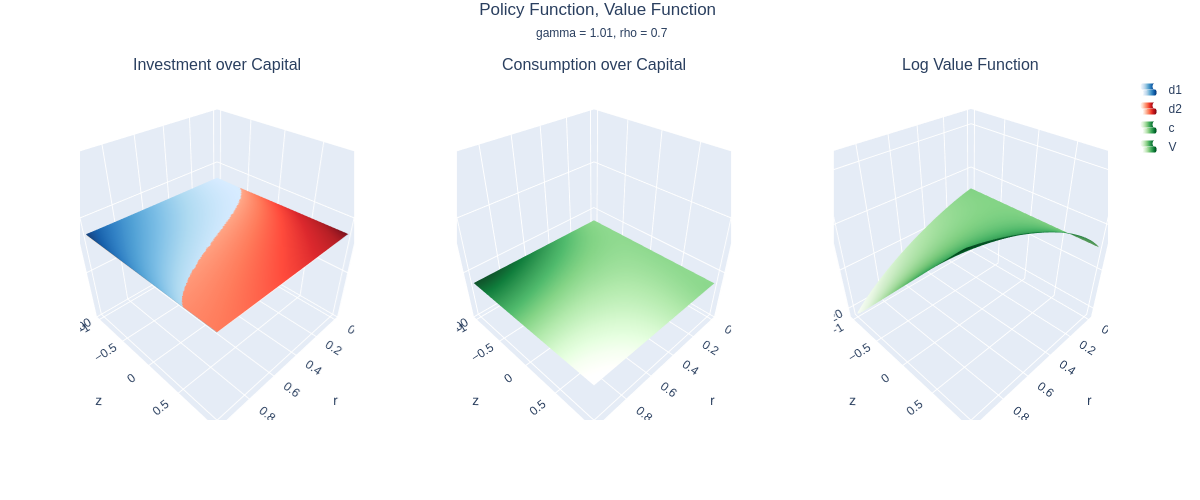 Policy Function, Value Function
gamma = 1.01, rho = 0.7
Investment over Capital
Consumption over Capital
Log Value Function
d1
d2
c
V
−0.5
0
0.5
z
0
0.2
0.4
0.6
0.8
r
−0.5
0
0.5
z
0
0.2
0.4
0.6
0.8
r
−1
−0.5
0
0.5
z
0
0.2
0.4
0.6
0.8
r